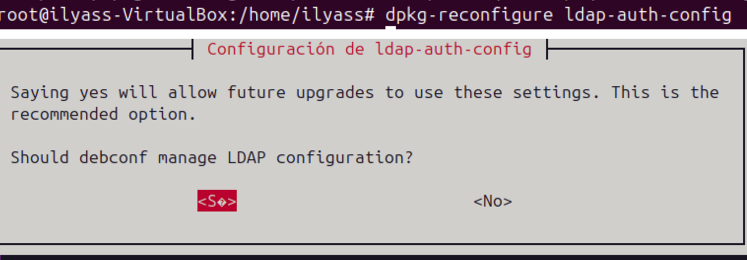 root@ilyass-VirtualBox:/home/ilyass# dpkg-reconfigure ldap-auth-config
Configuración de ldap-auth-config
Saying yes will allow future upgrades to use these settings. This is the
recommended option.
Should debconf manage LDAP configuration?
<S�> <No>